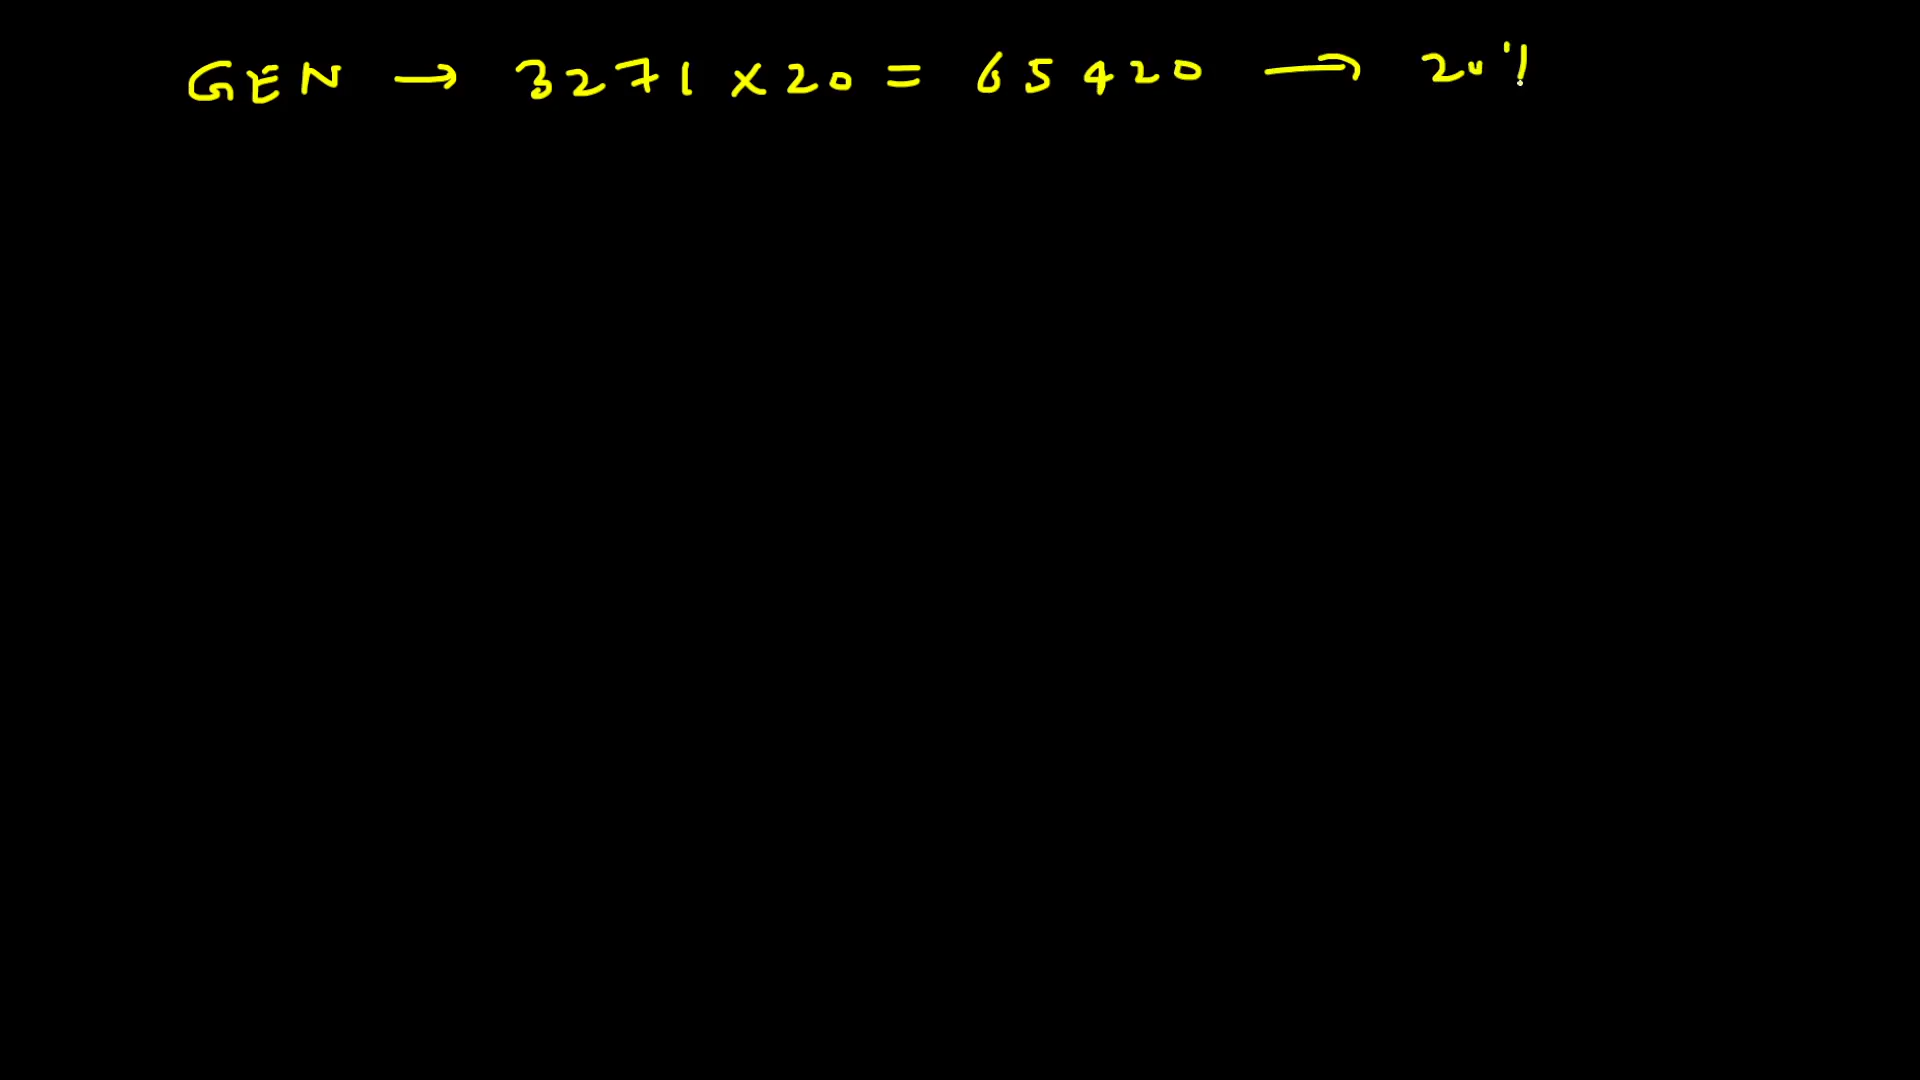 GEN → 3271 x 20 = 65420 → 20%